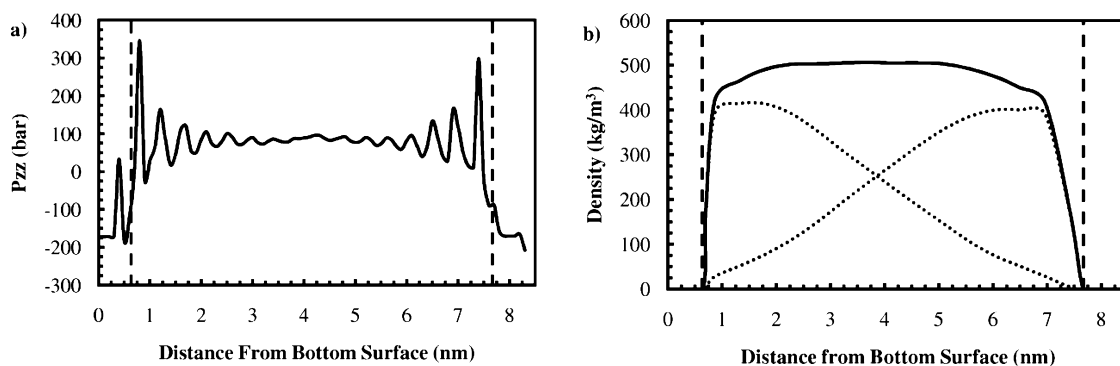 a)
Pzz (bar)
400
300
200
100
0
-100
-200
-300
0 1 2 3 4 5 6 7 8
Distance From Bottom Surface (nm)
b)
Density (kg/m³)
600
500
400
300
200
100
0
0 1 2 3 4 5 6 7 8
Distance from Bottom Surface (nm)